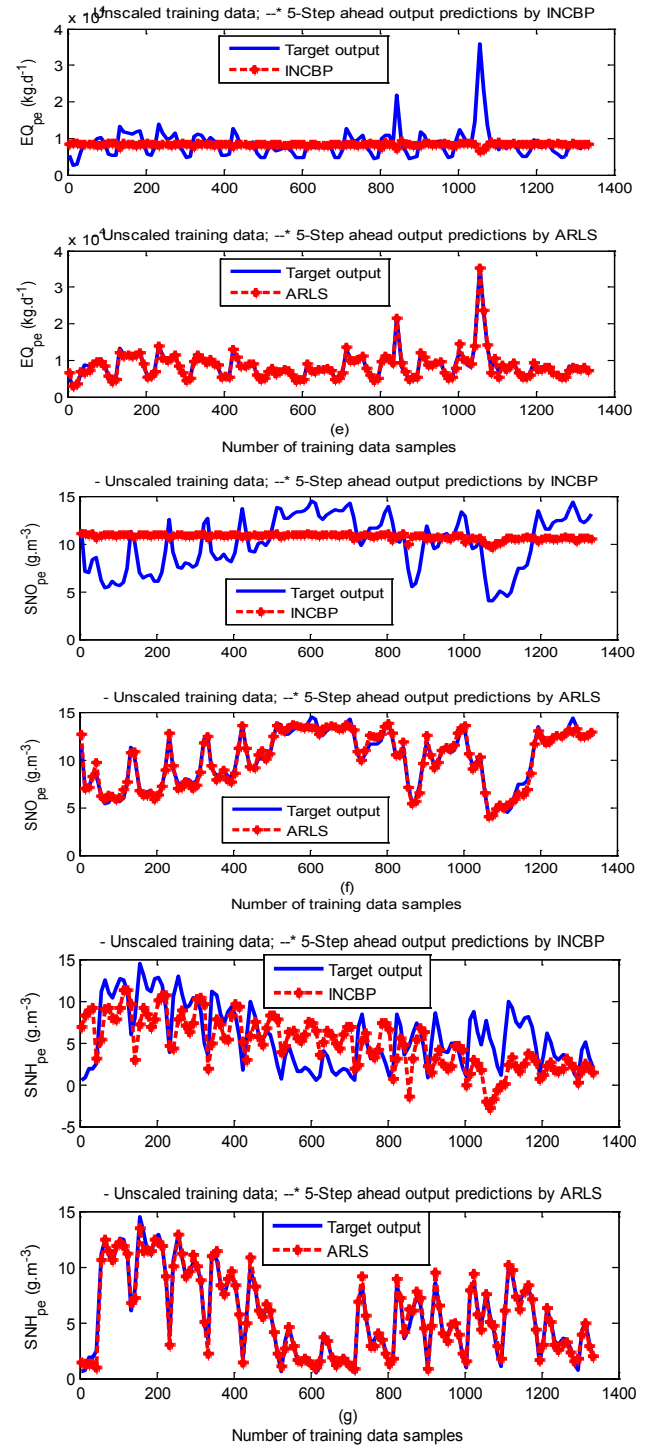 x 10⁴ Unscaled training data; --* 5-Step ahead output predictions by INCBP
4
3
2
1
0
EQpe (kg.d-1)
Target output
INCBP
0 200 400 600 800 1000 1200 1400
x 10⁴ Unscaled training data; --* 5-Step ahead output predictions by ARLS
4
3
2
1
0
EQpe (kg.d-1)
Target output
ARLS
0 200 400 600 800 1000 1200 1400
(e)
Number of training data samples
- Unscaled training data; --* 5-Step ahead output predictions by INCBP
15
10
5
0
SNOpe (g.m-3)
Target output
INCBP
0 200 400 600 800 1000 1200 1400
- Unscaled training data; --* 5-Step ahead output predictions by ARLS
15
10
5
0
SNOpe (g.m-3)
Target output
ARLS
0 200 400 600 800 1000 1200 1400
(f)
Number of training data samples
- Unscaled training data; --* 5-Step ahead output predictions by INCBP
15
10
5
0
-5
SNHpe (g.m-3)
Target output
INCBP
0 200 400 600 800 1000 1200 1400
- Unscaled training data; --* 5-Step ahead output predictions by ARLS
15
10
5
0
SNHpe (g.m-3)
Target output
ARLS
0 200 400 600 800 1000 1200 1400
(g)
Number of training data samples